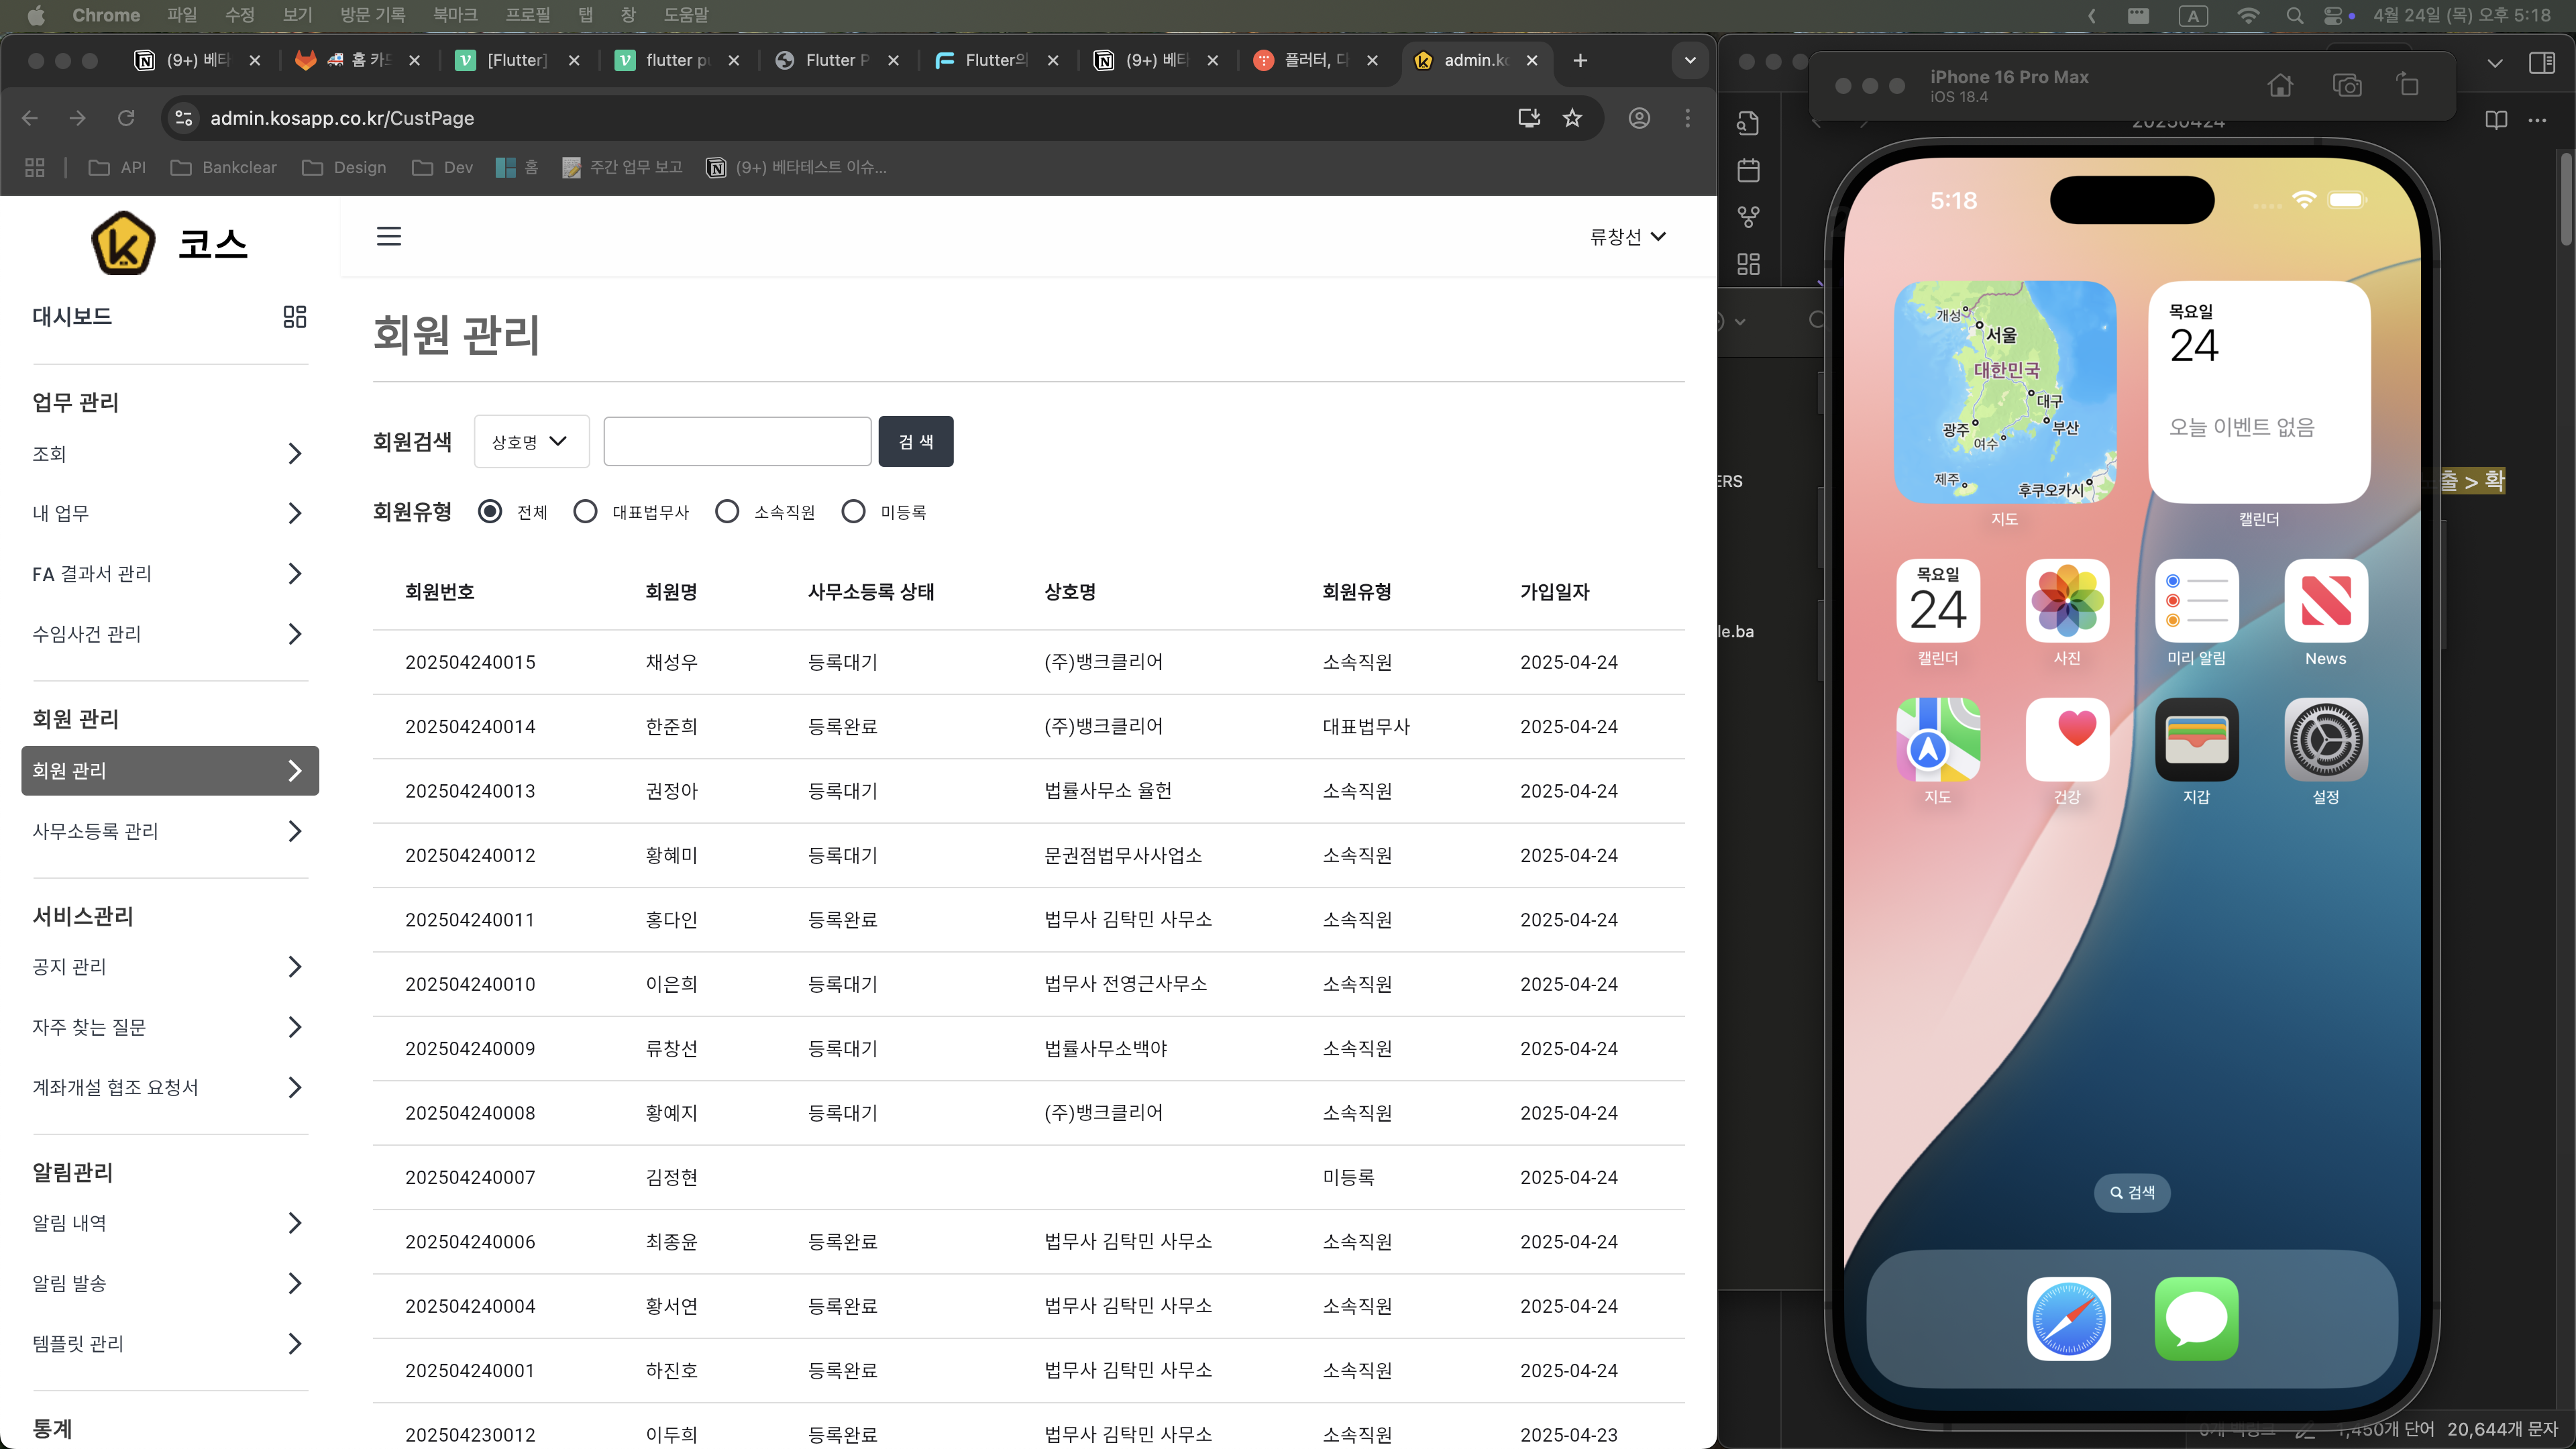 Chrome 파일 수정 보기 방문 기록 북마크 프로필 탭 창 도움말
A 4월 24일 (목) 오후 5:18
(9+) 베타
홈 카드
[Flutter]
flutter pu
Flutter P
Flutter의
(9+) 베타
플러터, 다
admin.ko
admin.kosapp.co.kr/CustPage
API Bankclear Design Dev 홈 주간 업무 보고 (9+) 베타테스트 이슈...
코스
대시보드
업무 관리
조회
내 업무
FA 결과서 관리
수임사건 관리
회원 관리
회원 관리
사무소등록 관리
서비스관리
공지 관리
자주 찾는 질문
계좌개설 협조 요청서
알림관리
알림 내역
알림 발송
템플릿 관리
통계
류창선
회원 관리
회원검색 상호명 검 색
회원유형 전체 대표법무사 소속직원 미등록
회원번호 회원명 사무소등록 상태 상호명 회원유형 가입일자
202504240015 채성우 등록대기 (주)뱅크클리어 소속직원 2025-04-24
202504240014 한준희 등록완료 (주)뱅크클리어 대표법무사 2025-04-24
202504240013 권정아 등록대기 법률사무소 율헌 소속직원 2025-04-24
202504240012 황혜미 등록대기 문권점법무사사업소 소속직원 2025-04-24
202504240011 홍다인 등록완료 법무사 김탁민 사무소 소속직원 2025-04-24
202504240010 이은희 등록대기 법무사 전영근사무소 소속직원 2025-04-24
202504240009 류창선 등록대기 법률사무소백야 소속직원 2025-04-24
202504240008 황예지 등록대기 (주)뱅크클리어 소속직원 2025-04-24
202504240007 김정현 미등록 2025-04-24
202504240006 최종윤 등록완료 법무사 김탁민 사무소 소속직원 2025-04-24
202504240004 황서연 등록완료 법무사 김탁민 사무소 소속직원 2025-04-24
202504240001 하진호 등록완료 법무사 김탁민 사무소 소속직원 2025-04-24
202504230012 이두희 등록완료 법무사 김탁민 사무소 소속직원 2025-04-23
iPhone 16 Pro Max
iOS 18.4
20250424
ERS
le.ba
출 > 확
5:18
개성
서울
대한민국
대구
광주
부산
여수
제주
후쿠오카시
지도
목요일
24
오늘 이벤트 없음
캘린더
목요일
24
캘린더 사진 미리 알림 News
지도 건강 지갑 설정
검색
1,450개 단어 20,644개 문자